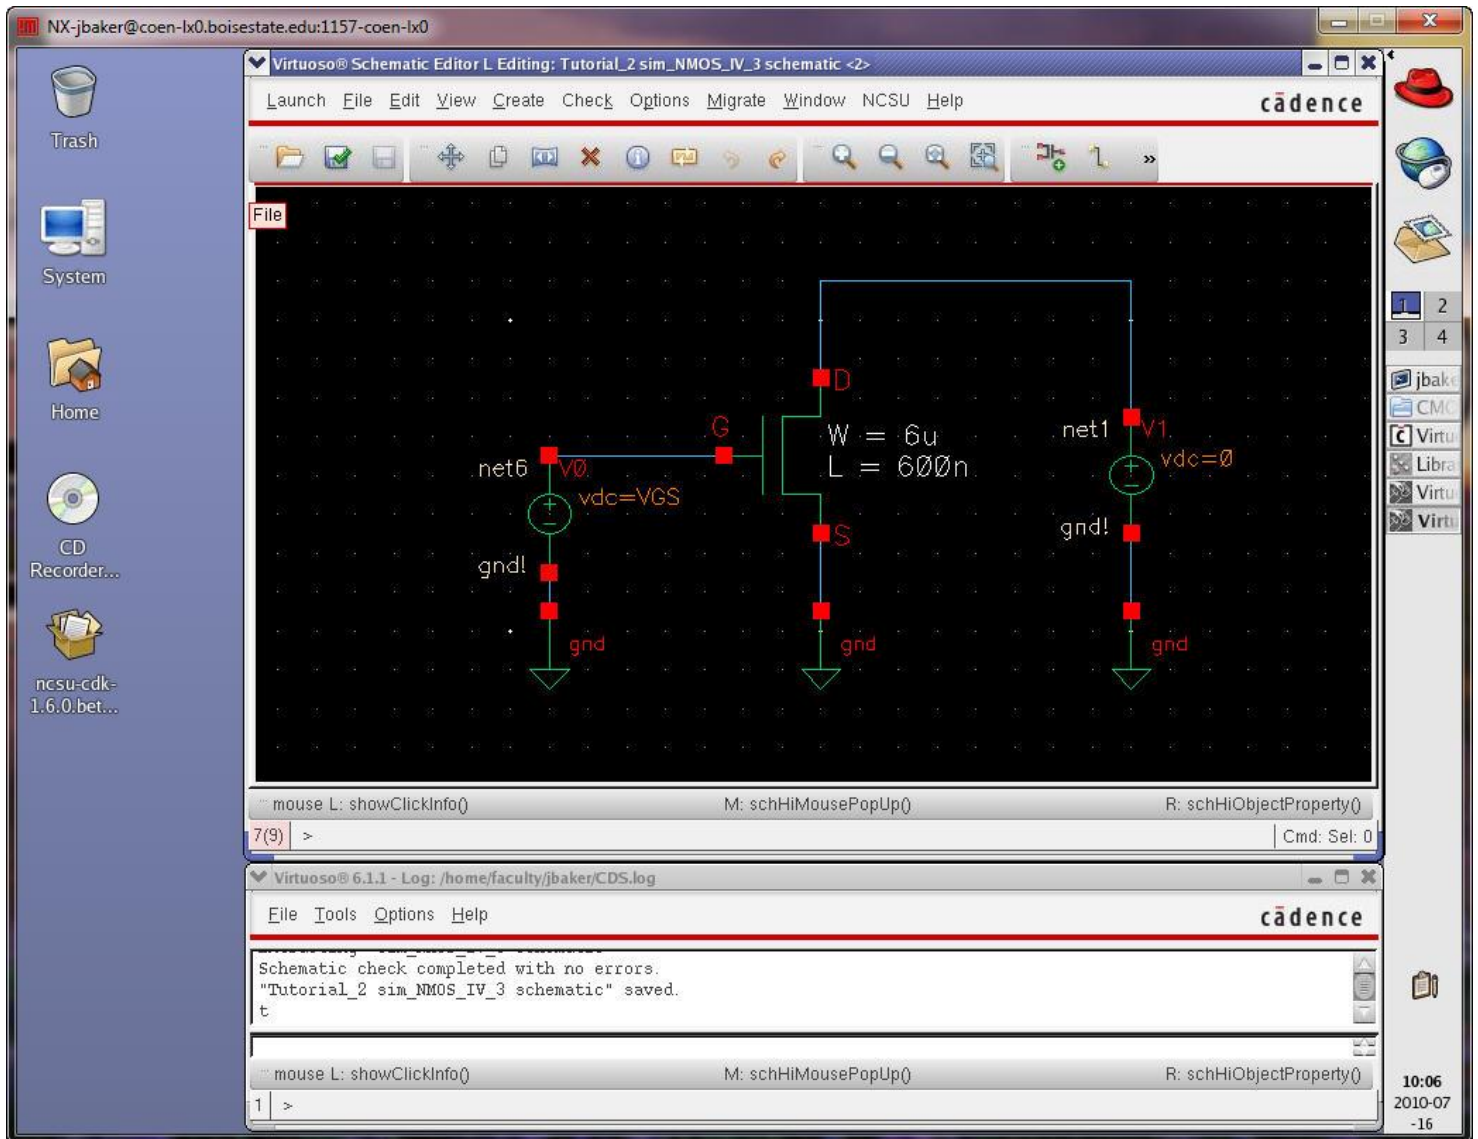 NX-jbaker@coen-lx0.boisestate.edu:1157-coen-lx0
Trash
System
Home
CD
Recorder...
ncsu-cdk-
1.6.0.bet...
Virtuoso® Schematic Editor L Editing: Tutorial_2 sim_NMOS_IV_3 schematic <2>
Launch File Edit View Create Check Options Migrate Window NCSU Help
cādence
»
File
D
G
W = 6u
L = 600n
S
net6
V0
vdc=VGS
gnd!
net1
V1
vdc=0
gnd!
gnd
gnd
gnd
mouse L: showClickInfo() M: schHiMousePopUp() R: schHiObjectProperty()
7(9) > Cmd: Sel: 0
Virtuoso® 6.1.1 - Log: /home/faculty/jbaker/CDS.log
File Tools Options Help
cādence
Schematic check completed with no errors.
"Tutorial_2 sim_NMOS_IV_3 schematic" saved.
t
mouse L: showClickInfo() M: schHiMousePopUp() R: schHiObjectProperty()
1 >
1 2
3 4
jbake
CMC
Virtu
Libra
Virtu
Virtu
10:06
2010-07
-16